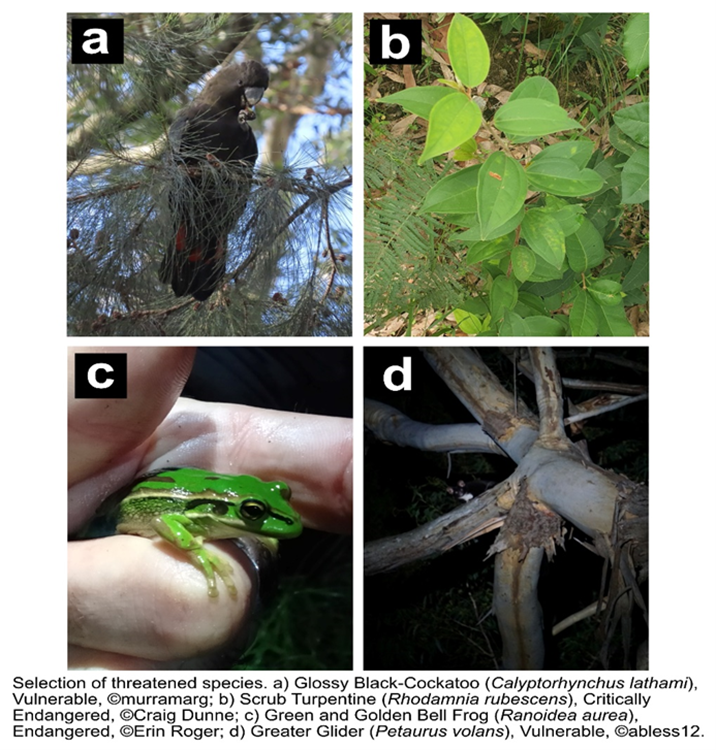 a
b
c
d
Selection of threatened species. a) Glossy Black-Cockatoo (Calyptorhynchus lathami),
Vulnerable, ©murramarg; b) Scrub Turpentine (Rhodamnia rubescens), Critically
Endangered, ©Craig Dunne; c) Green and Golden Bell Frog (Ranoidea aurea),
Endangered, ©Erin Roger; d) Greater Glider (Petaurus volans), Vulnerable, ©abless12.